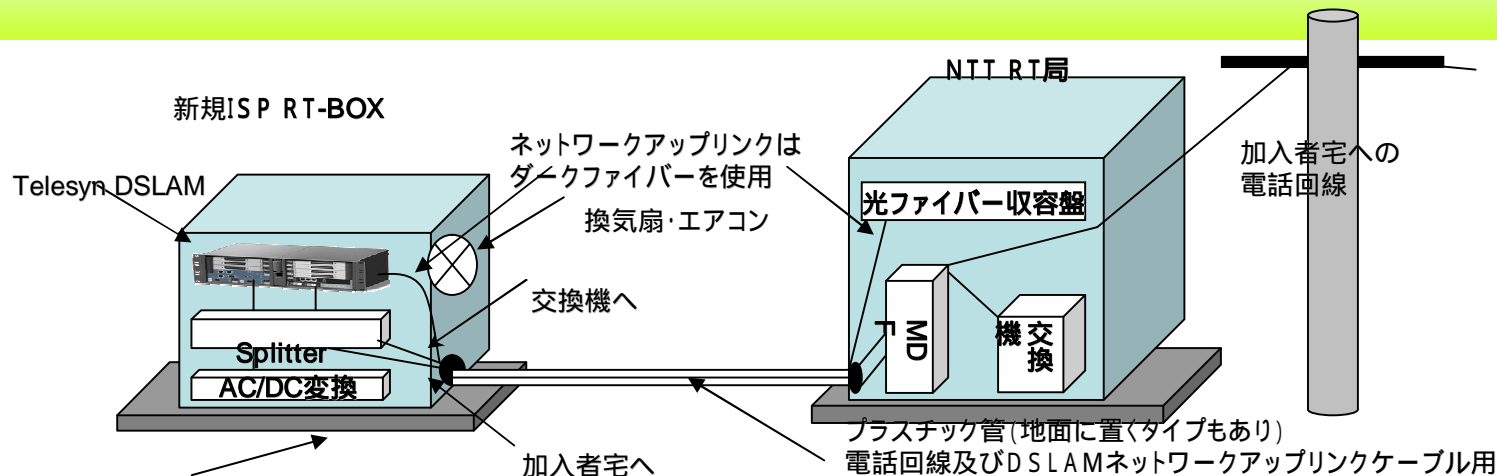 NTT RT局
新規ISP RT-BOX
ネットワークアップリンクは
ダークファイバーを使用
加入者宅への
電話回線
Telesyn DSLAM
光ファイバー収容盤
換気扇・エアコン
交換機へ
MDF
交換機
Splitter
AC/DC変換
プラスチック管(地面に置くタイプもあり)
加入者宅へ
電話回線及びDSLAMネットワークアップリンクケーブル用